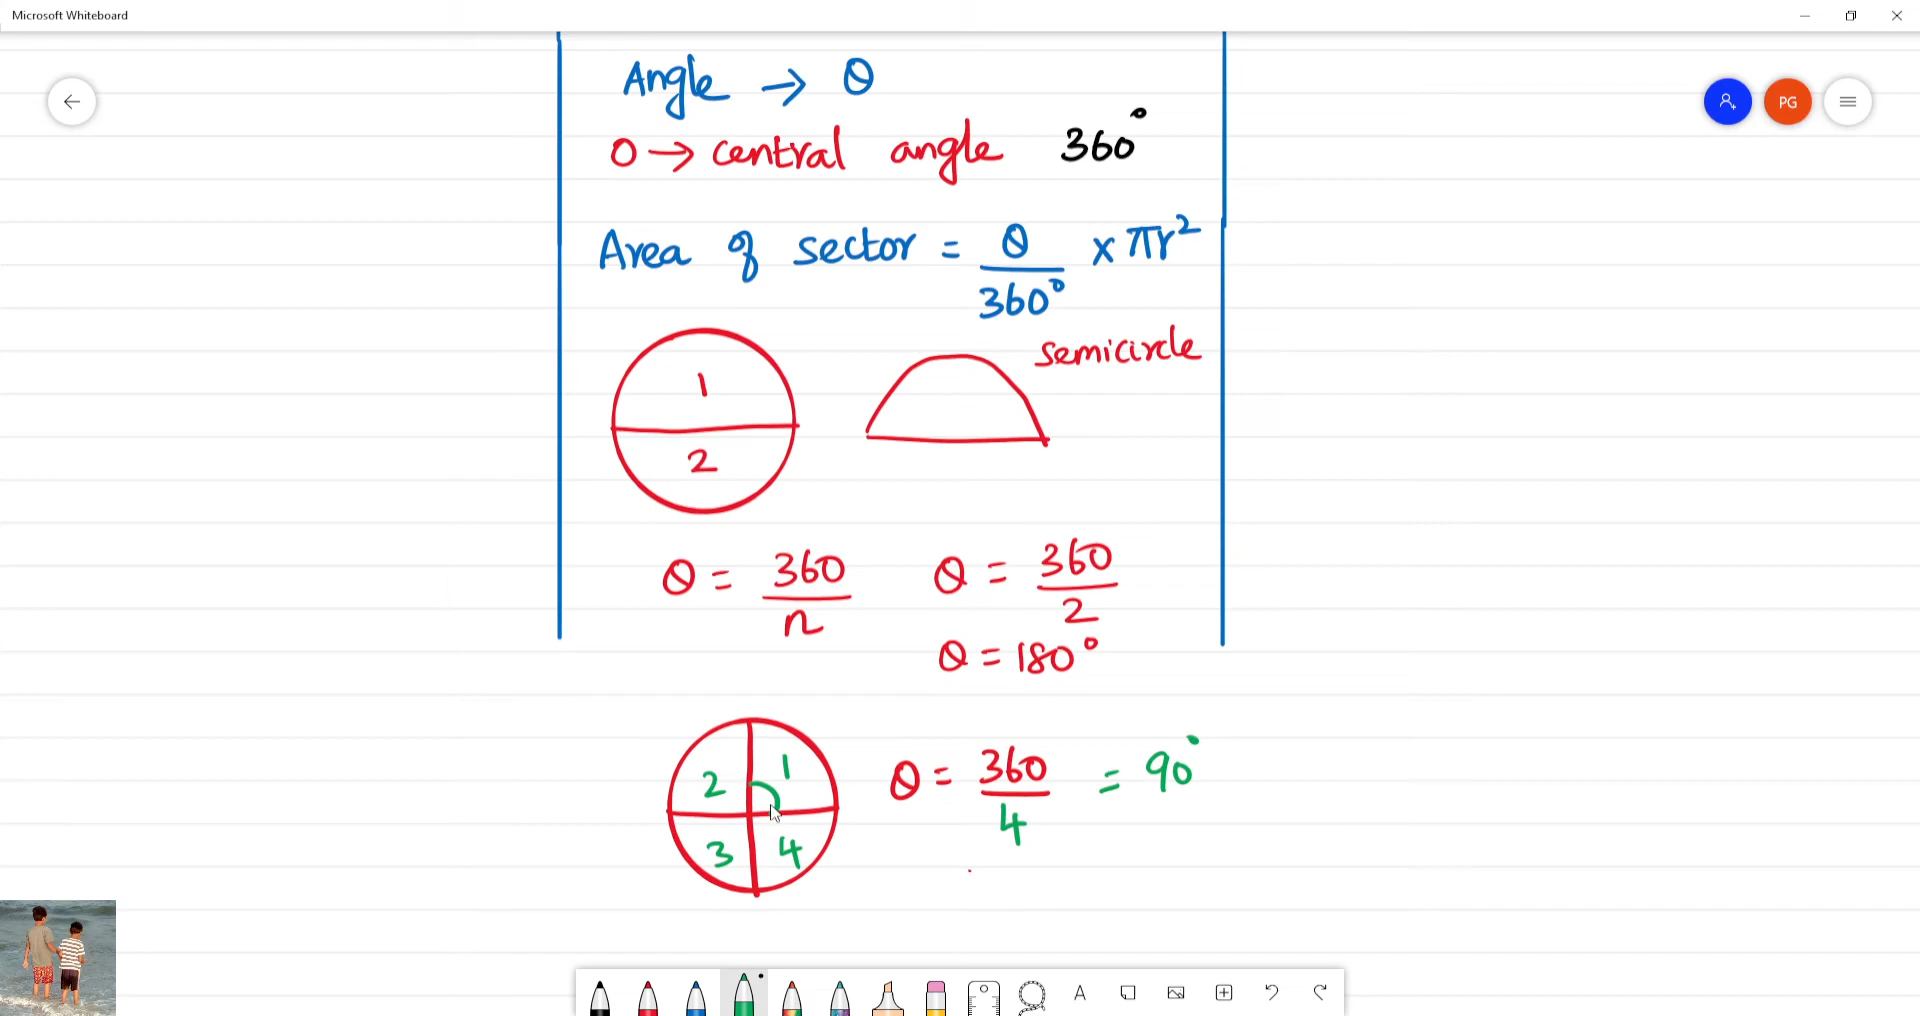 Microsoft Whiteboard
Angle → θ
O → central angle 360°
PG
Area of sector = θ/360° × πr²
semicircle
1
2
θ = 360/n θ = 360/2
θ = 180°
2 1
3 4
θ = 360/4 = 90°
A